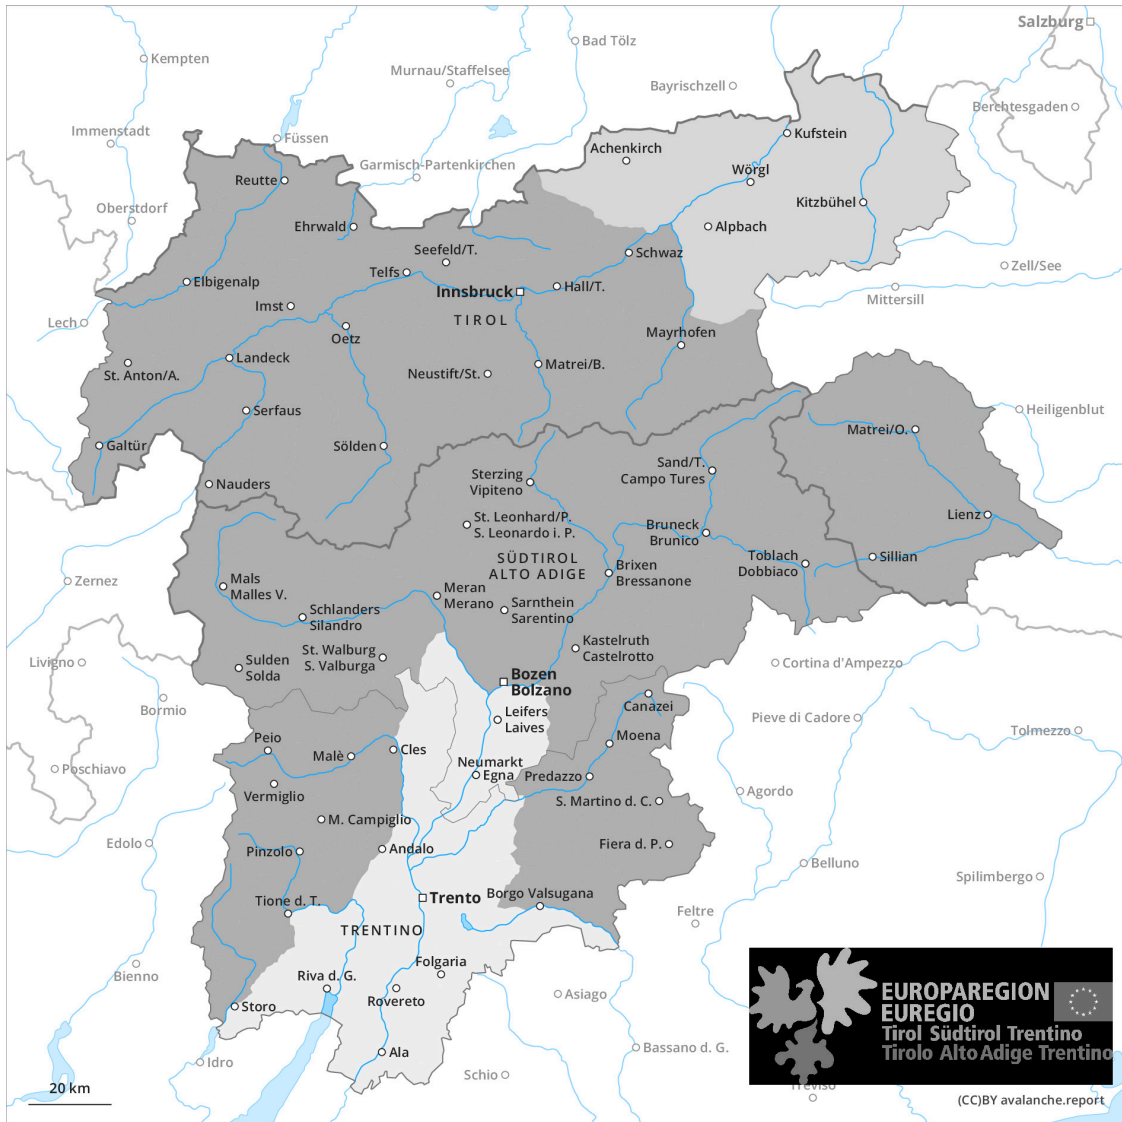 Salzburg
Bad Tölz
Kempten
Murnau/Staffelsee
Bayrischzell
Berchtesgaden
Immenstadt
Füssen
Kufstein
Achenkirch
Garmisch-Partenkirchen
Wörgl
Reutte
Kitzbühel
Oberstdorf
Ehrwald
Alpbach
Seefeld/T.
Schwaz
Telfs
Zell/See
Elbigenalp
Hall/T.
Innsbruck
Mittersill
Imst
TIROL
Lech
Oetz
Mayrhofen
Landeck
Matrei/B.
St. Anton/A.
Neustift/St.
Serfaus
Heiligenblut
Matrei/O.
Galtür
Sölden
Sand/T.
Campo Tures
Sterzing
Vipiteno
Nauders
St. Leonhard/P.
S. Leonardo i. P.
Lienz
Bruneck
Brunico
SÜDTIROL
ALTO ADIGE
Toblach
Dobbiaco
Sillian
Brixen
Bressanone
Zernez
Mals
Malles V.
Meran
Merano
Schlanders
Silandro
Sarnthein
Sarentino
Kastelruth
Castelrotto
St. Walburg
S. Valburga
Livigno
Sulden
Solda
Cortina d'Ampezzo
Bozen
Bolzano
Bormio
Canazei
Leifers
Laives
Pieve di Cadore
Tolmezzo
Moena
Peio
Malè
Cles
Neumarkt
Egna
Poschiavo
Predazzo
Vermiglio
Agordo
S. Martino d. C.
M. Campiglio
Edolo
Pinzolo
Andalo
Fiera d. P.
Belluno
Spilimbergo
Tione d. T.
Trento
Borgo Valsugana
Feltre
TRENTINO
Bienno
Riva d. G.
Folgaria
Rovereto
Asiago
Storo
EUROPAREGION
EUREGIO
Tirol Südtirol Trentino
Tirolo Alto Adige Trentino
Ala
Idro
Bassano d. G.
Schio
Treviso
20 km
(CC)BY avalanche.report